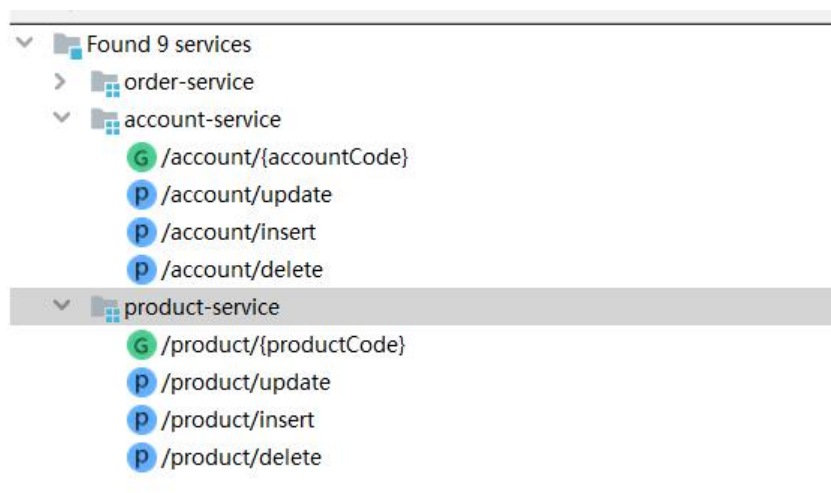 Found 9 services
order-service
account-service
G /account/{accountCode}
P /account/update
P /account/insert
P /account/delete
product-service
G /product/{productCode}
P /product/update
P /product/insert
P /product/delete